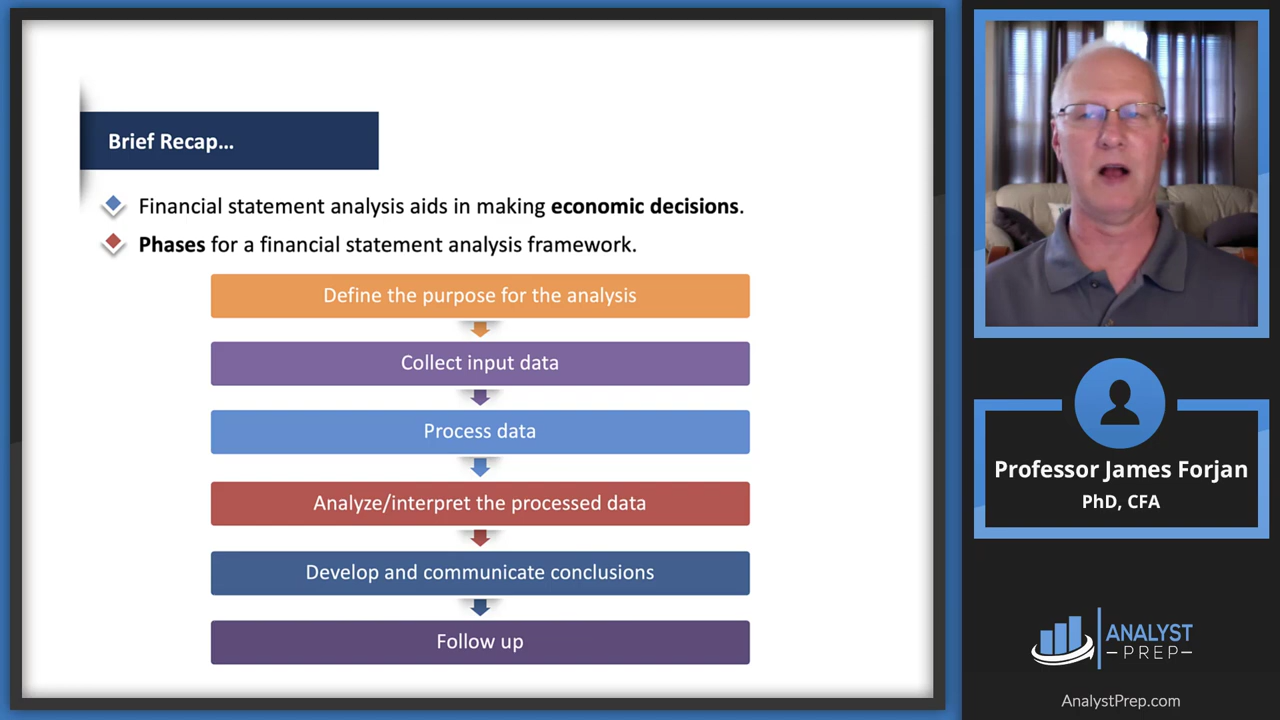 Brief Recap...
Financial statement analysis aids in making economic decisions.
Phases for a financial statement analysis framework.
Define the purpose for the analysis
Collect input data
Process data
Analyze/interpret the processed data
Develop and communicate conclusions
Follow up
Professor James Forjan
PhD, CFA
ANALYST
PREP
AnalystPrep.com